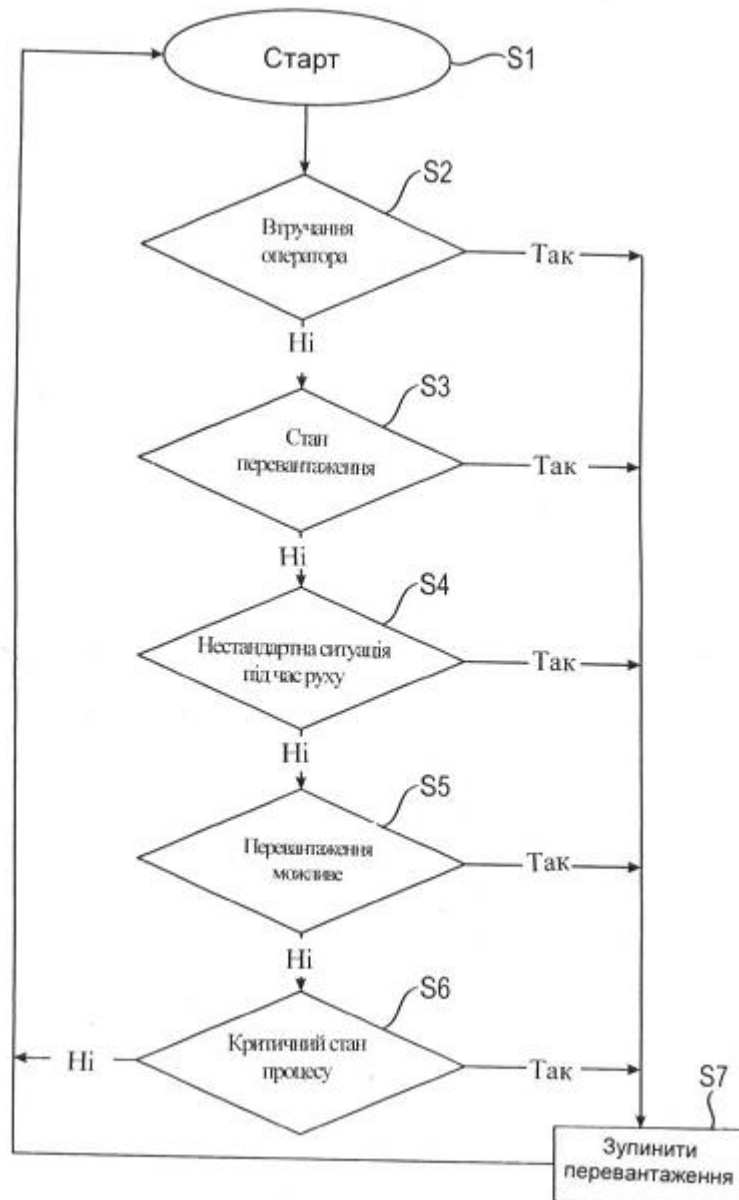 Старт
S1
S2
Втручання
оператора
Так
Ні
S3
Стан
перевантаження
Так
Ні
S4
Нестандартна ситуація
під час руху
Так
Ні
S5
Перевантаження
можливе
Так
Ні
S6
Критичний стан
процесу
Ні
Так
S7
Зупинити
перевантаження